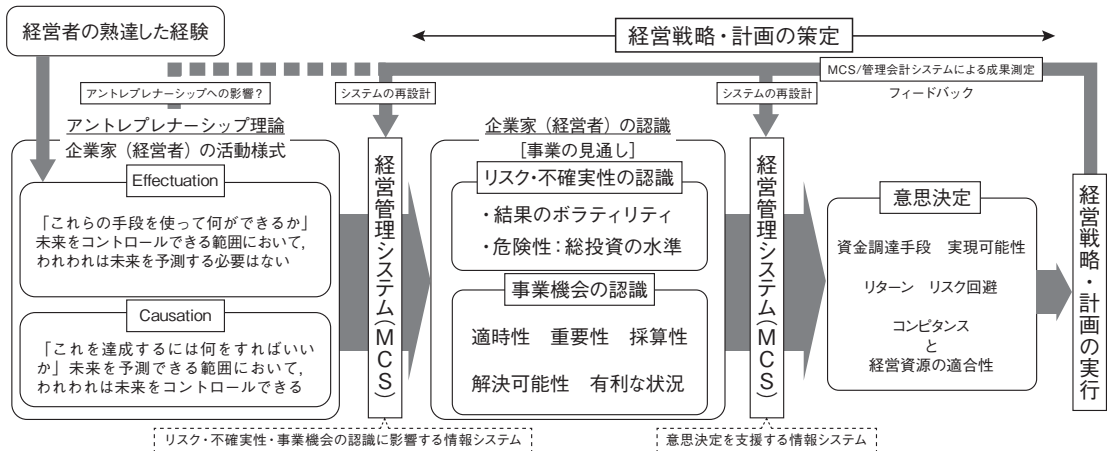 経営者の熟達した経験
経営戦略・計画の策定
MCS/管理会計システムによる成果測定
フィードバック
アントレプレナーシップへの影響？
システムの再設計
システムの再設計
アントレプレナーシップ理論
企業家（経営者）の活動様式
Effectuation
「これらの手段を使って何ができるか」
未来をコントロールできる範囲において，
われわれは未来を予測する必要はない
Causation
「これを達成するには何をすればいい
か」未来を予測できる範囲において，
われわれは未来をコントロールできる
経営管理システム(MCS)
リスク・不確実性・事業機会の認識に影響する情報システム
企業家（経営者）の認識
[事業の見通し]
リスク・不確実性の認識
・結果のボラティリティ
・危険性：総投資の水準
事業機会の認識
適時性　重要性　採算性
解決可能性　有利な状況
経営管理システム(MCS)
意思決定を支援する情報システム
意思決定
資金調達手段　実現可能性
リターン　リスク回避
コンピタンス
と
経営資源の適合性
経営戦略・計画の実行